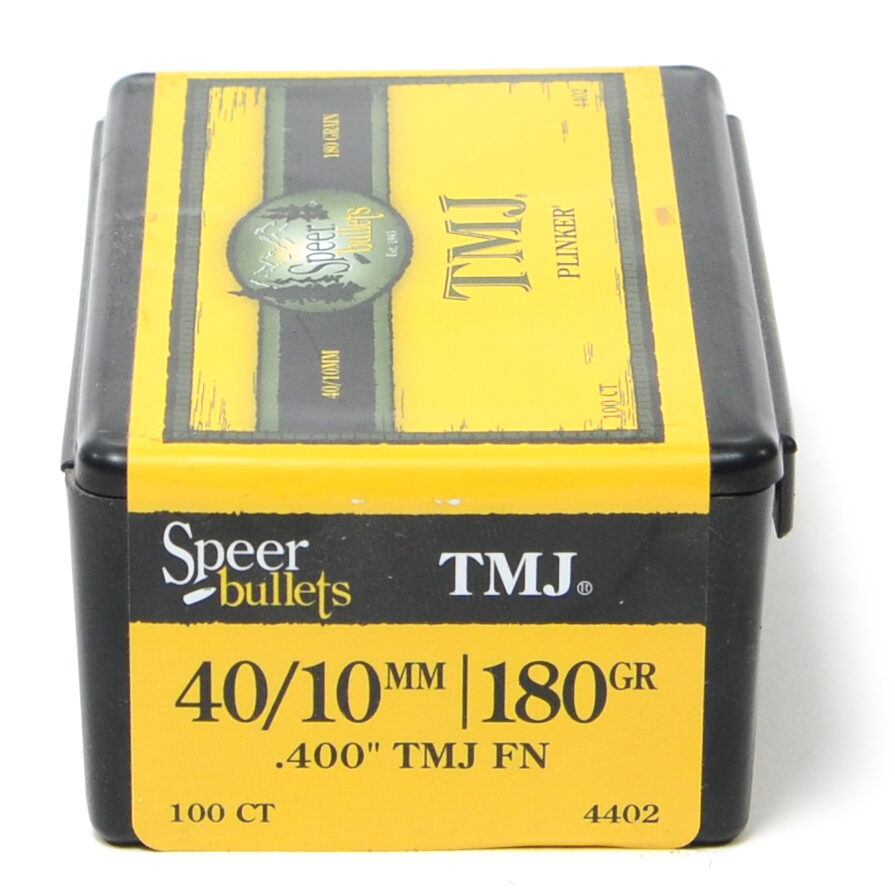 4402
180 GRAIN
Speer
bullets
Est. 1943
TMJ®
PLINKER®
40/10MM
100 CT
Speer
bullets
TMJ®
40/10MM | 180GR
.400" TMJ FN
100 CT
4402